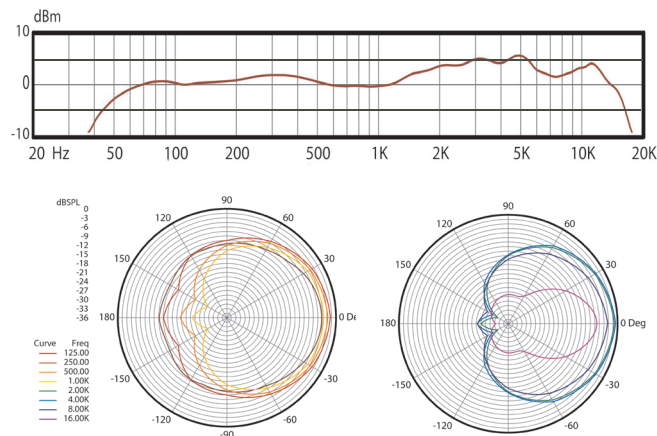 dBm
10
0
-10
20 Hz 50 100 200 500 1K 2K 5K 10K 20K
dBSPL
0
-3
-6
-9
-12
-15
-18
-21
-24
-27
-30
-33
-36
90
120 60
150 30
180 0 De
-150 -30
-120 -60
-90
90
120 60
150 30
180 0 Deg
-150 -30
-120 -60
Curve Freq
125.00
250.00
500.00
1.00K
2.00K
4.00K
8.00K
16.00K